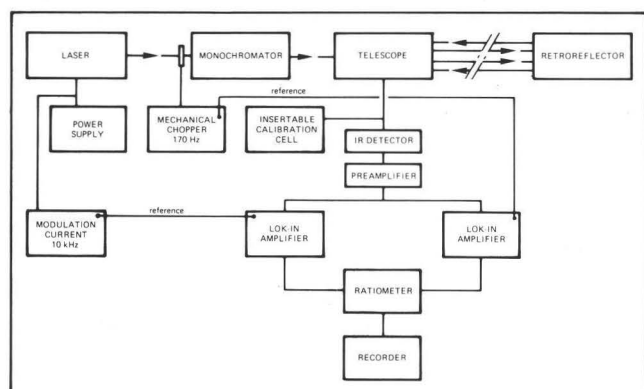 LASER
MONOCHROMATOR
TELESCOPE
RETROREFLECTOR
reference
POWER
SUPPLY
MECHANICAL
CHOPPER
170 Hz
INSERTABLE
CALIBRATION
CELL
IR DETECTOR
PREAMPLIFIER
MODULATION
CURRENT
10 kHz
reference
LOK-IN
AMPLIFIER
LOK-IN
AMPLIFIER
RATIOMETER
RECORDER